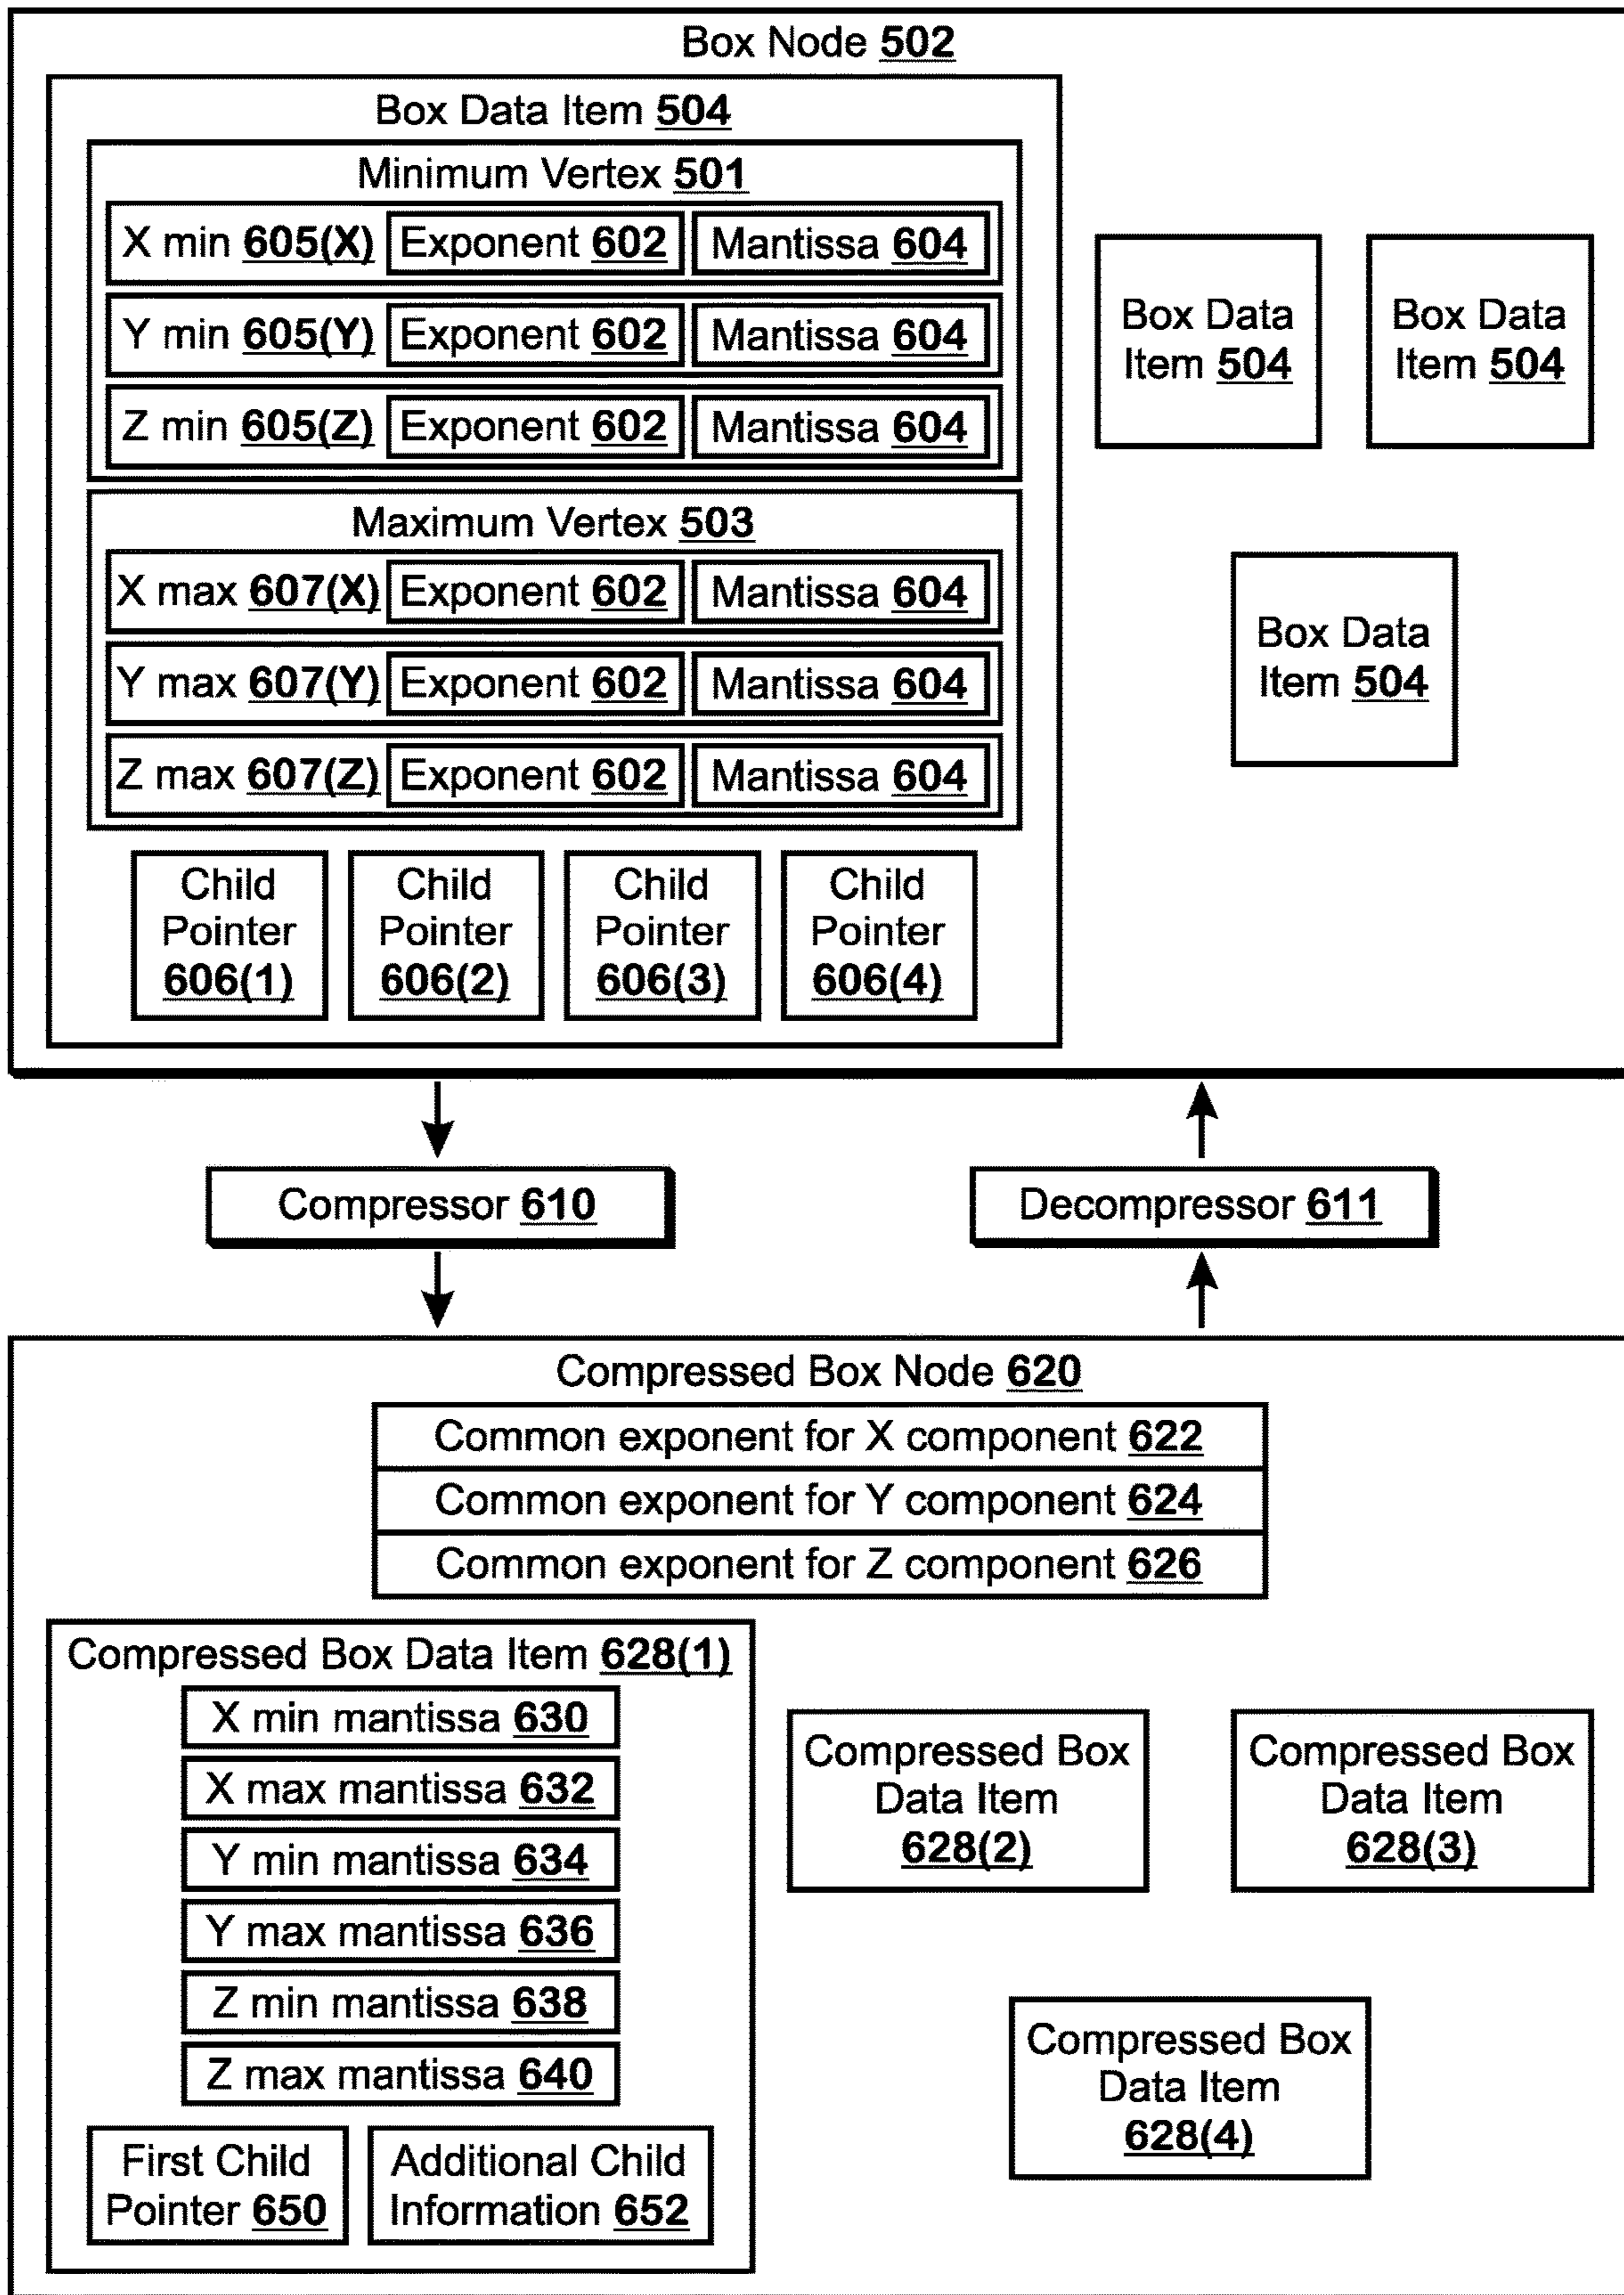 Box Node 502
Box Data Item 504
Minimum Vertex 501
X min 605(X) Exponent 602 Mantissa 604
Y min 605(Y) Exponent 602 Mantissa 604
Z min 605(Z) Exponent 602 Mantissa 604
Maximum Vertex 503
X max 607(X) Exponent 602 Mantissa 604
Y max 607(Y) Exponent 602 Mantissa 604
Z max 607(Z) Exponent 602 Mantissa 604
Child
Pointer
606(1)
Child
Pointer
606(2)
Child
Pointer
606(3)
Child
Pointer
606(4)
Box Data
Item 504
Box Data
Item 504
Box Data
Item 504
Compressor 610
Decompressor 611
Compressed Box Node 620
Common exponent for X component 622
Common exponent for Y component 624
Common exponent for Z component 626
Compressed Box Data Item 628(1)
X min mantissa 630
X max mantissa 632
Y min mantissa 634
Y max mantissa 636
Z min mantissa 638
Z max mantissa 640
First Child
Pointer 650
Additional Child
Information 652
Compressed Box
Data Item
628(2)
Compressed Box
Data Item
628(3)
Compressed Box
Data Item
628(4)